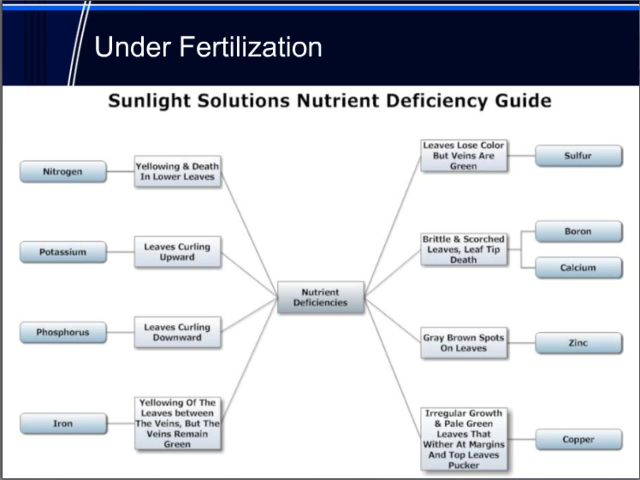 Under Fertilization
Sunlight Solutions Nutrient Deficiency Guide
Nitrogen
Yellowing & Death
In Lower Leaves
Potassium
Leaves Curling
Upward
Phosphorus
Leaves Curling
Downward
Iron
Yellowing Of The
Leaves between
The Veins, But The
Veins Remain
Green
Nutrient
Deficiencies
Leaves Lose Color
But Veins Are
Green
Sulfur
Brittle & Scorched
Leaves, Leaf Tip
Death
Boron
Calcium
Gray Brown Spots
On Leaves
Zinc
Irregular Growth
& Pale Green
Leaves That
Wither At Margins
And Top Leaves
Pucker
Copper